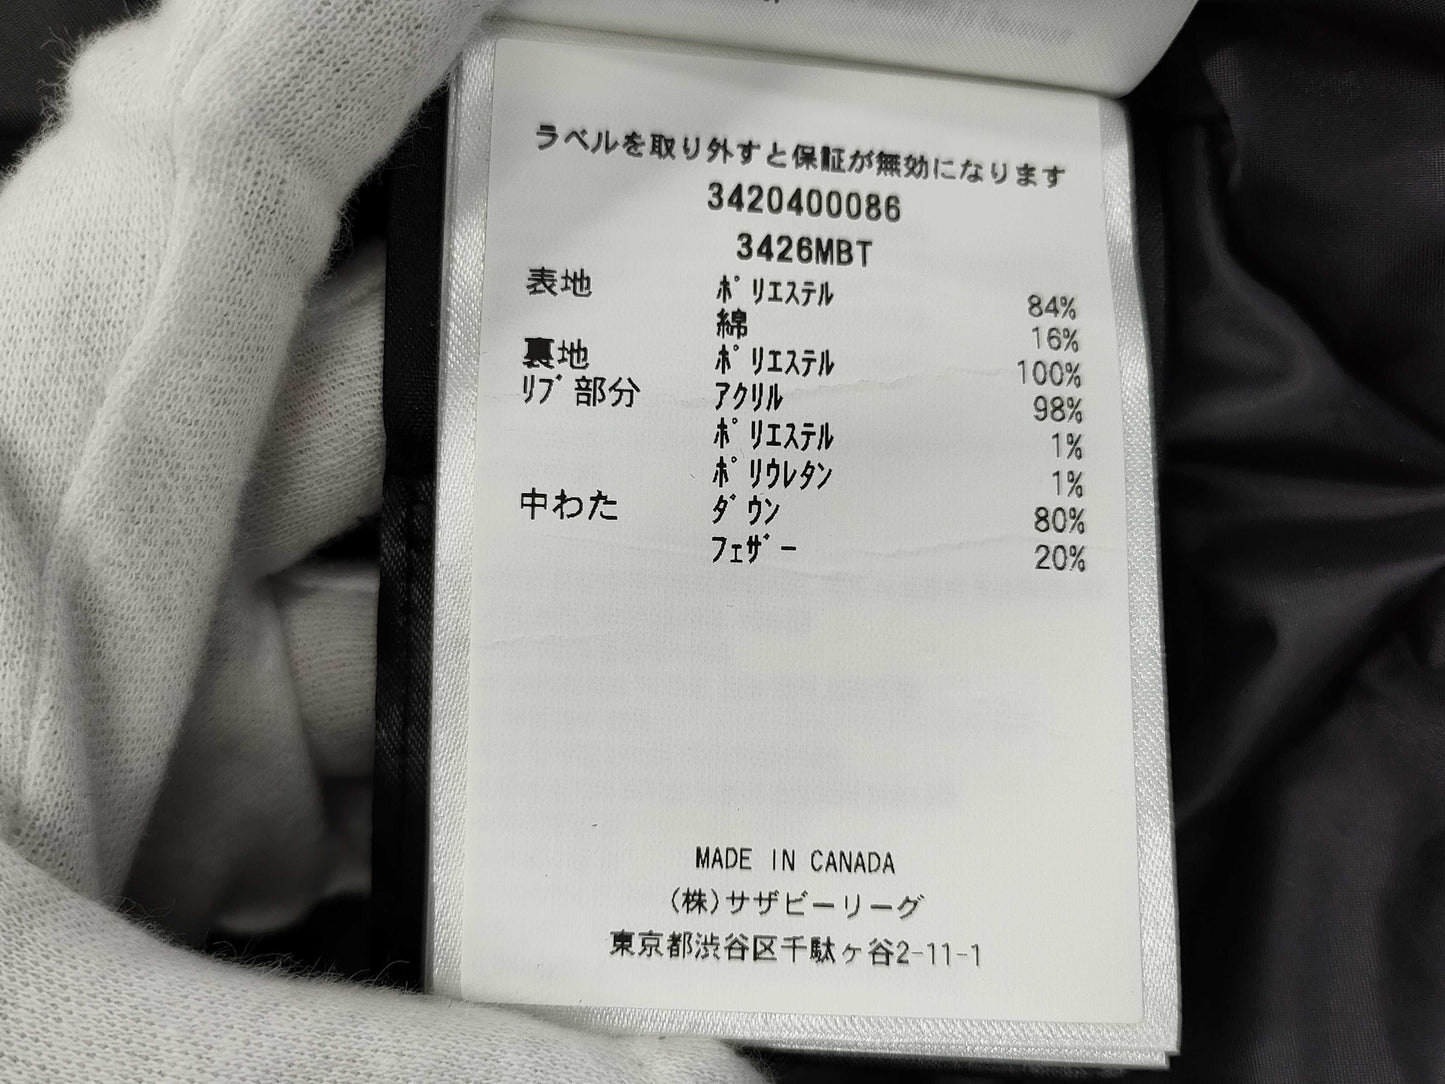 ラベルを取り外すと保証が無効になります
3420400086
3426MBT
表地 ポリエステル 84%
綿 16%
裏地 ポリエステル 100%
リブ部分 アクリル 98%
ポリエステル 1%
ポリウレタン 1%
中わた ダウン 80%
フェザー 20%
MADE IN CANADA
(株)サザビーリーグ
東京都渋谷区千駄ヶ谷2-11-1